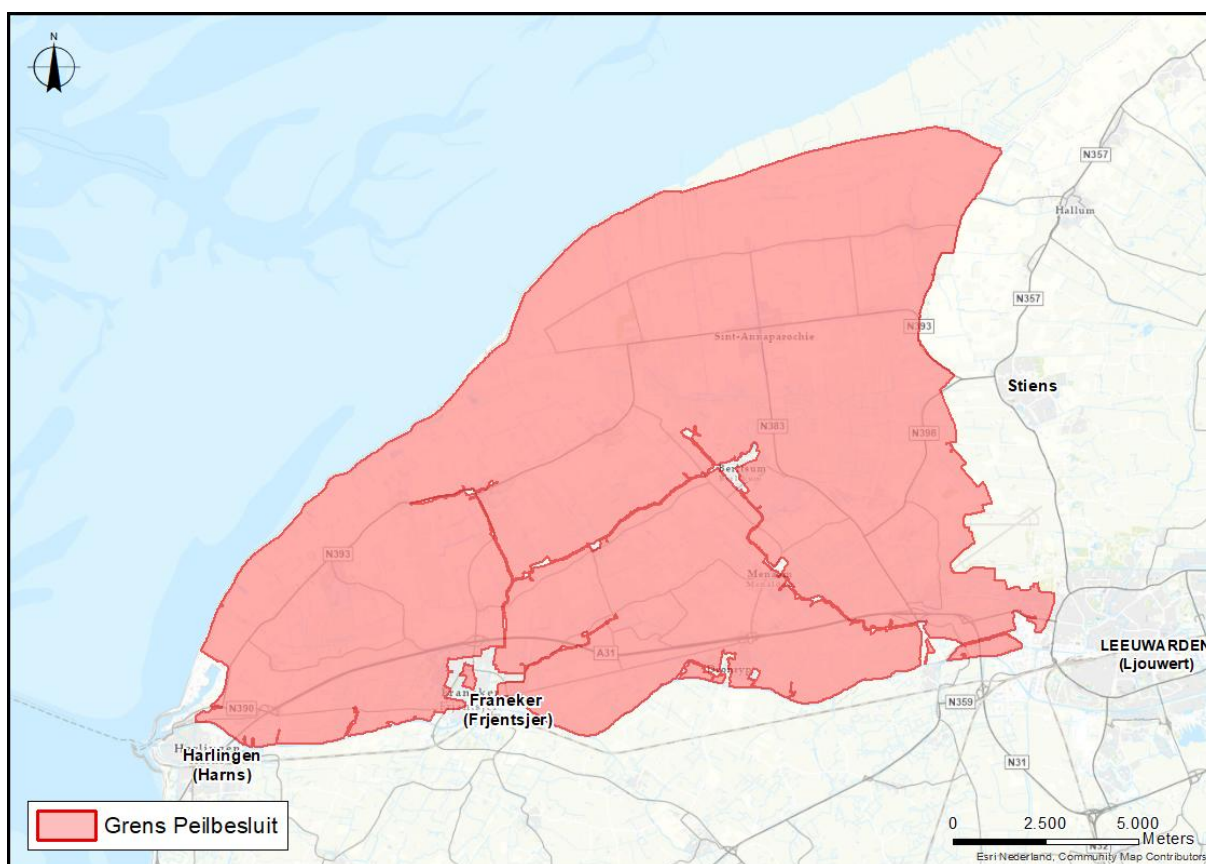 N
N357
Hallum
N357
N393
Sint-Annaparochie
Stiens
N383
N398
N393
A31
LEEUWARDEN
(Ljouwert)
Franeker
(Frjentsjer)
N390
N359
Harlingen
(Harns)
N31
Grens Peilbesluit
0 2.500 5.000
Meters
N32
Esri Nederland, Community Map Contributors